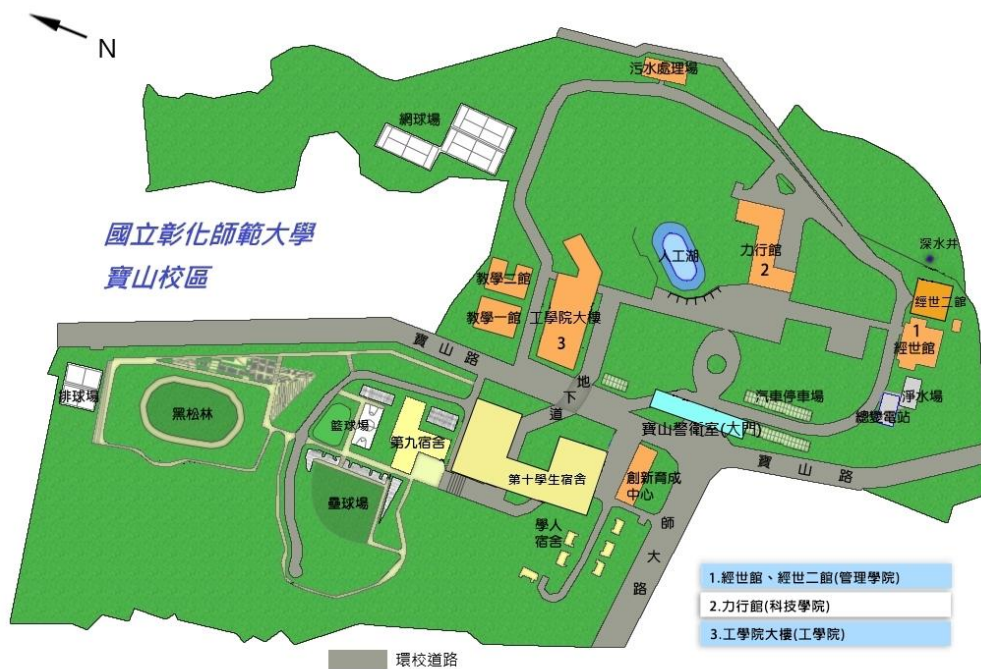 N
污水處理場
網球場
國立彰化師範大學
寶山校區
人工湖
力行館
2
深水井
教學二館
經世二館
教學一館
工學院大樓
3
1
經世館
寶山路
地下道
排球場
黑松林
汽車停車場
淨水場
總變電站
籃球場
第九宿舍
寶山警衛室(大門)
寶山路
第十學生宿舍
創新育成
中心
壘球場
學人
宿舍
師大路
1.經世館、經世二館(管理學院)
2.力行館(科技學院)
3.工學院大樓(工學院)
環校道路